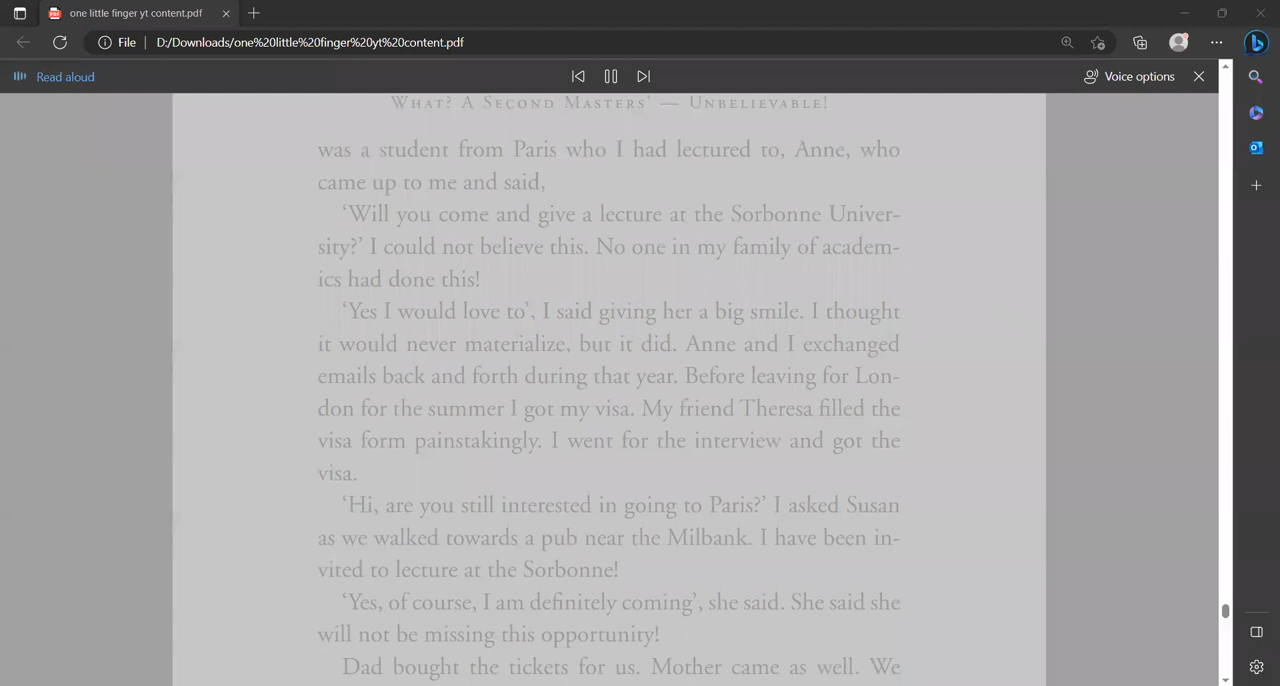 one little finger yt content.pdf
File
D:/Downloads/one%20little%20finger%20yt%20content.pdf
Read aloud
Voice options
What? A Second Masters' — Unbelievable!
was a student from Paris who I had lectured to, Anne, who
came up to me and said,
‘Will you come and give a lecture at the Sorbonne Univer-
sity?’ I could not believe this. No one in my family of academ-
ics had done this!
‘Yes I would love to‛, I said giving her a big smile. I thought
it would never materialize, but it did. Anne and I exchanged
emails back and forth during that year. Before leaving for Lon-
don for the summer I got my visa. My friend Theresa filled the
visa form painstakingly. I went for the interview and got the
visa.
‘Hi, are you still interested in going to Paris?’ I asked Susan
as we walked towards a pub near the Milbank. I have been in-
vited to lecture at the Sorbonne!
‘Yes, of course, I am definitely coming’, she said. She said she
will not be missing this opportunity!
Dad bought the tickets for us. Mother came as well. We